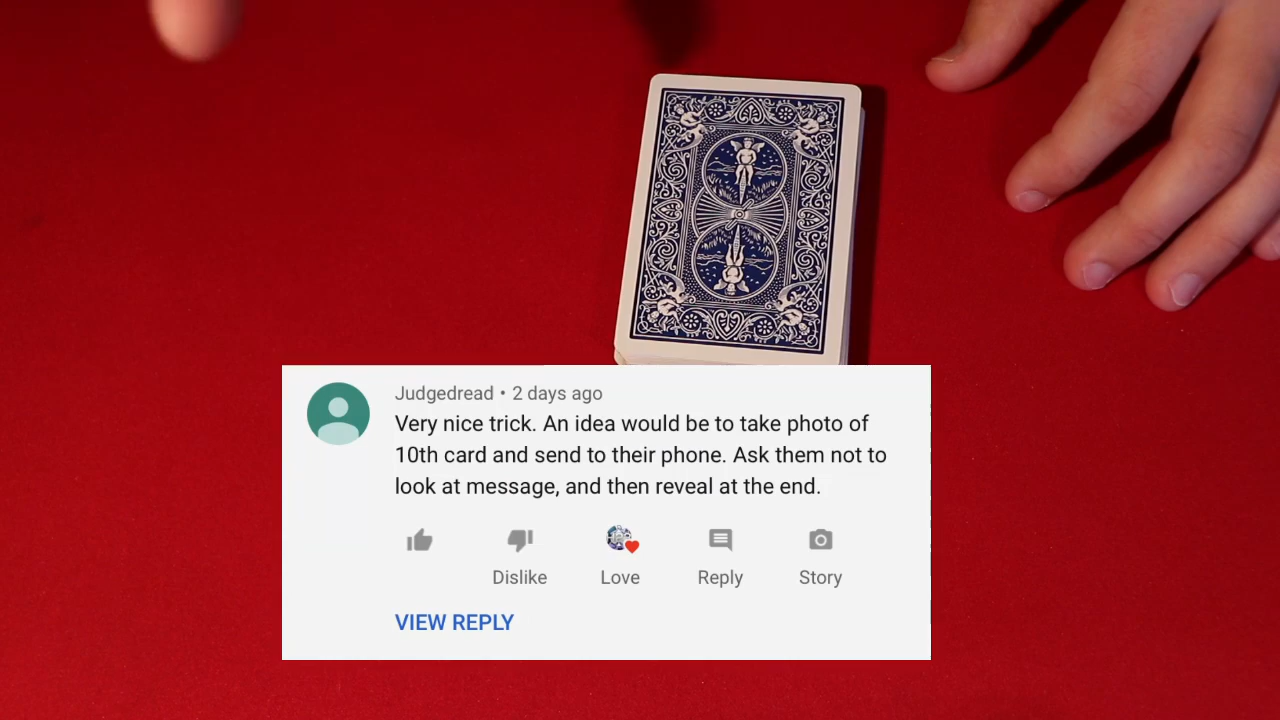 Judgedread • 2 days ago
Very nice trick. An idea would be to take photo of
10th card and send to their phone. Ask them not to
look at message, and then reveal at the end.
Dislike
Love
Reply
Story
VIEW REPLY